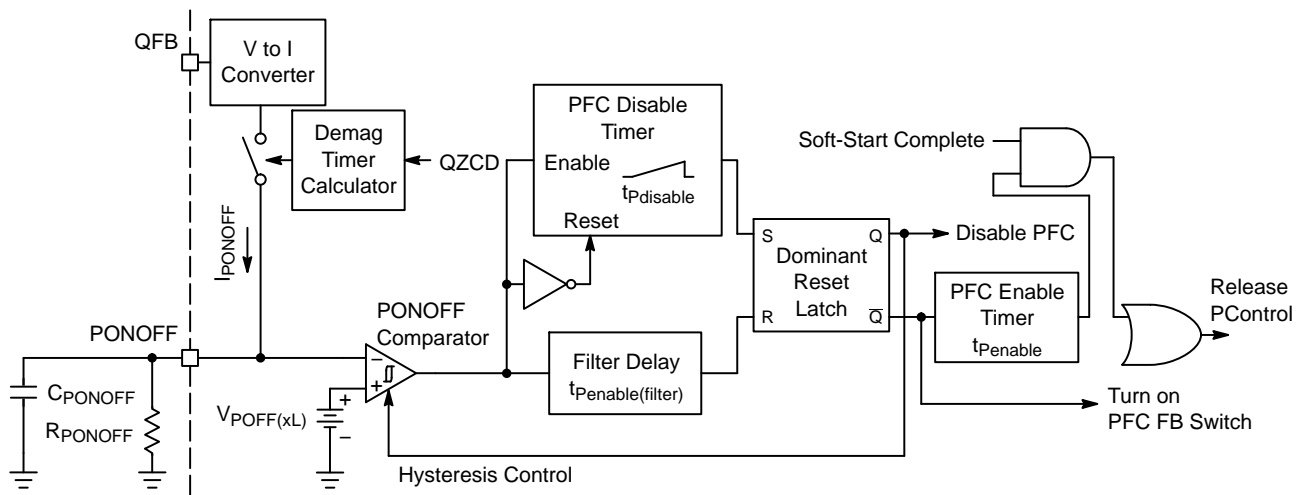 QFB
V to I
Converter
Demag
Timer
Calculator
QZCD
IPONOFF
PONOFF
CPONOFF
RPONOFF
VPOFF(xL)
+
−
PONOFF
Comparator
−
+
Hysteresis Control
PFC Disable
Timer
Enable
tPdisable
Reset
Filter Delay
tPenable(filter)
S
Q
Dominant
Reset
Latch
R
Q
Soft-Start Complete
Disable PFC
PFC Enable
Timer
tPenable
Release
PControl
Turn on
PFC FB Switch